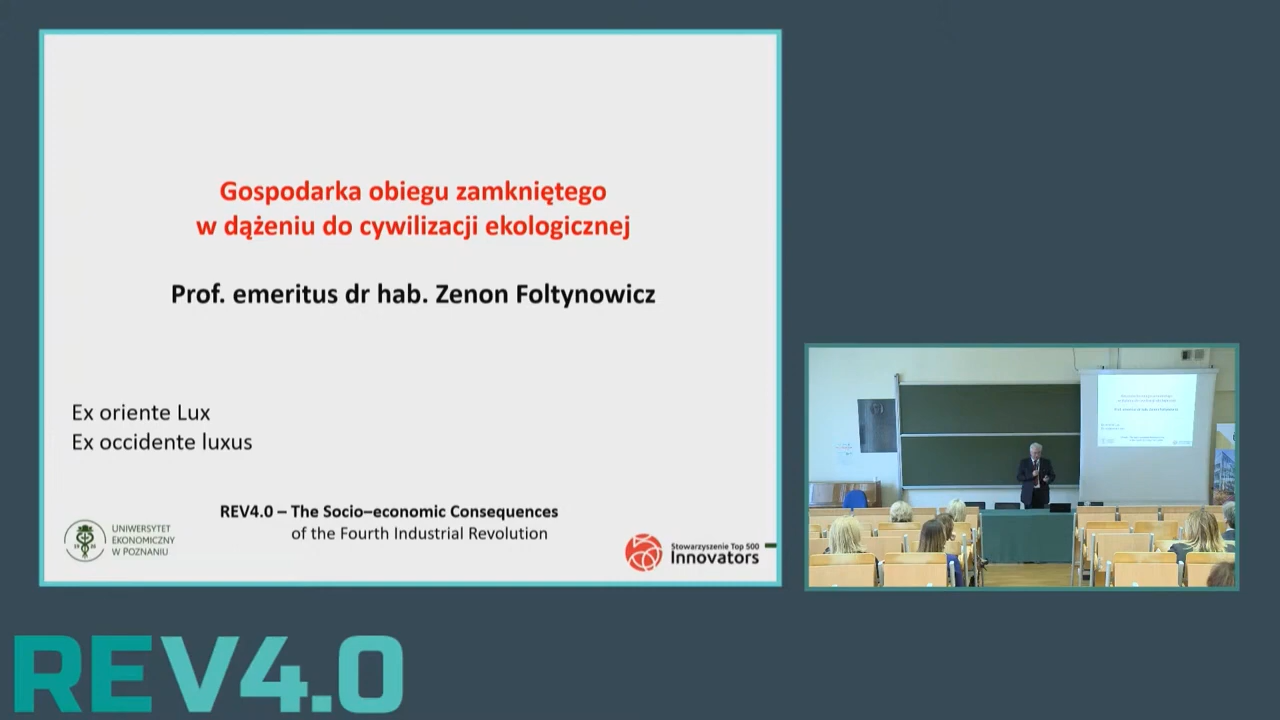 Gospodarka obiegu zamkniętego
w dążeniu do cywilizacji ekologicznej
Prof. emeritus dr hab. Zenon Foltynowicz
Ex oriente Lux
Ex occidente luxus
REV4.0 – The Socio–economic Consequences
of the Fourth Industrial Revolution
UNIWERSYTET
EKONOMICZNY
W POZNANIU
Stowarzyszenie Top 500
Innovators
REV4.0